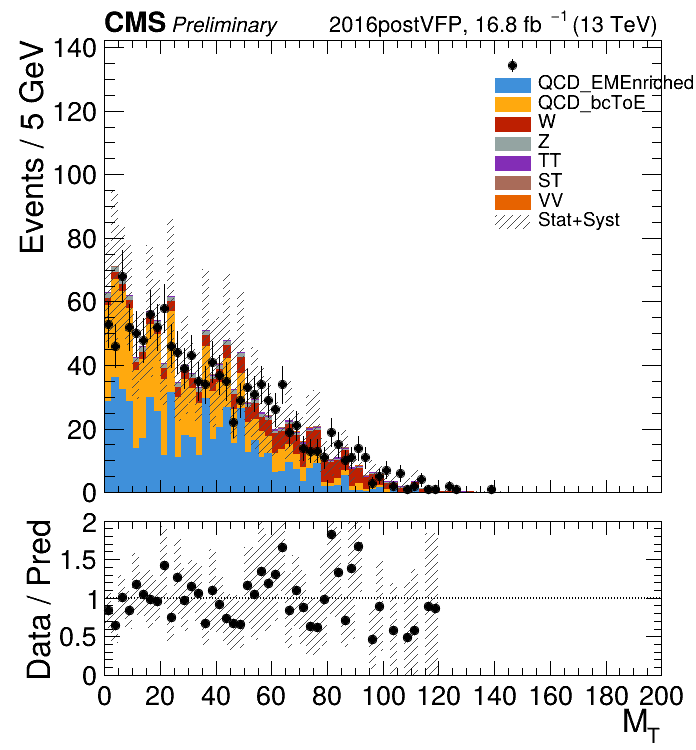 CMS Preliminary 2016postVFP, 16.8 fb⁻¹ (13 TeV)
Events / 5 GeV
140
120
100
80
60
40
20
0
QCD_EMEnriched
QCD_bcToE
W
Z
TT
ST
VV
Stat+Syst
Data / Pred
2
1.5
1
0.5
0
0 20 40 60 80 100 120 140 160 180 200
M_T